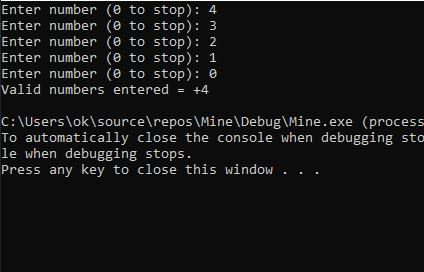 Enter number (0 to stop): 4
Enter number (0 to stop): 3
Enter number (0 to stop): 2
Enter number (0 to stop): 1
Enter number (0 to stop): 0
Valid numbers entered = +4
C:\Users\ok\source\repos\Mine\Debug\Mine.exe (process
To automatically close the console when debugging sto
le when debugging stops.
Press any key to close this window . . .